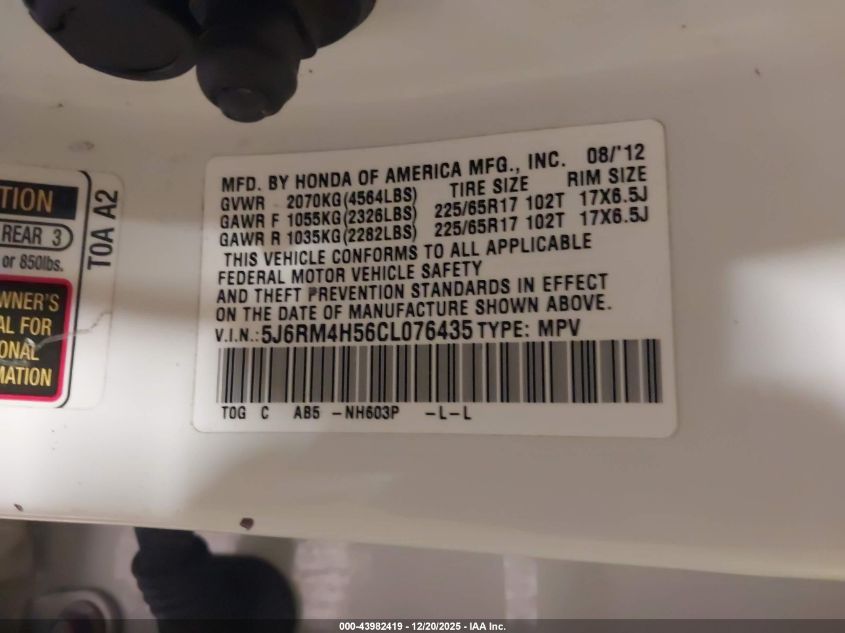 MFD. BY HONDA OF AMERICA MFG., INC. 08/'12
GVWR 2070KG(4564LBS) TIRE SIZE RIM SIZE
GAWR F 1055KG(2326LBS) 225/65R17 102T 17X6.5J
GAWR R 1035KG(2282LBS) 225/65R17 102T 17X6.5J
THIS VEHICLE CONFORMS TO ALL APPLICABLE
FEDERAL MOTOR VEHICLE SAFETY
AND THEFT PREVENTION STANDARDS IN EFFECT
ON THE DATE OF MANUFACTURE SHOWN ABOVE.
V.I.N.:5J6RM4H56CL076435 TYPE: MPV
T0G C AB5 -NH603P -L-L
TION
REAR 3
or 850lbs.
WNER'S
AL FOR
ONAL
MATION
T0A A2
000-43982419 - 12/20/2025 - IAA Inc.